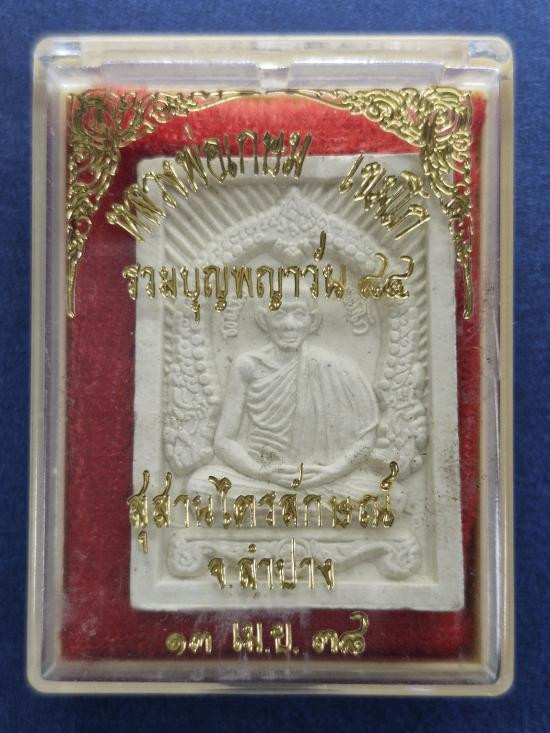 หลวงพ่อเกษม เขมโก
รวมบุญพญาวัน ๘๔
สุสานไตรลักษณ์
จ.ลำปาง
๑๓ เม.ย. ๓๘